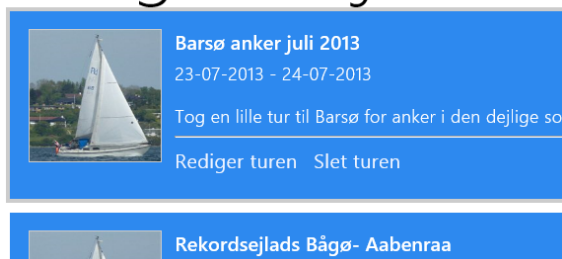 Barsø anker juli 2013
23-07-2013 - 24-07-2013
Tog en lille tur til Barsø for anker i den dejlige so
Rediger turen Slet turen
Rekordsejlads Bågø- Aabenraa